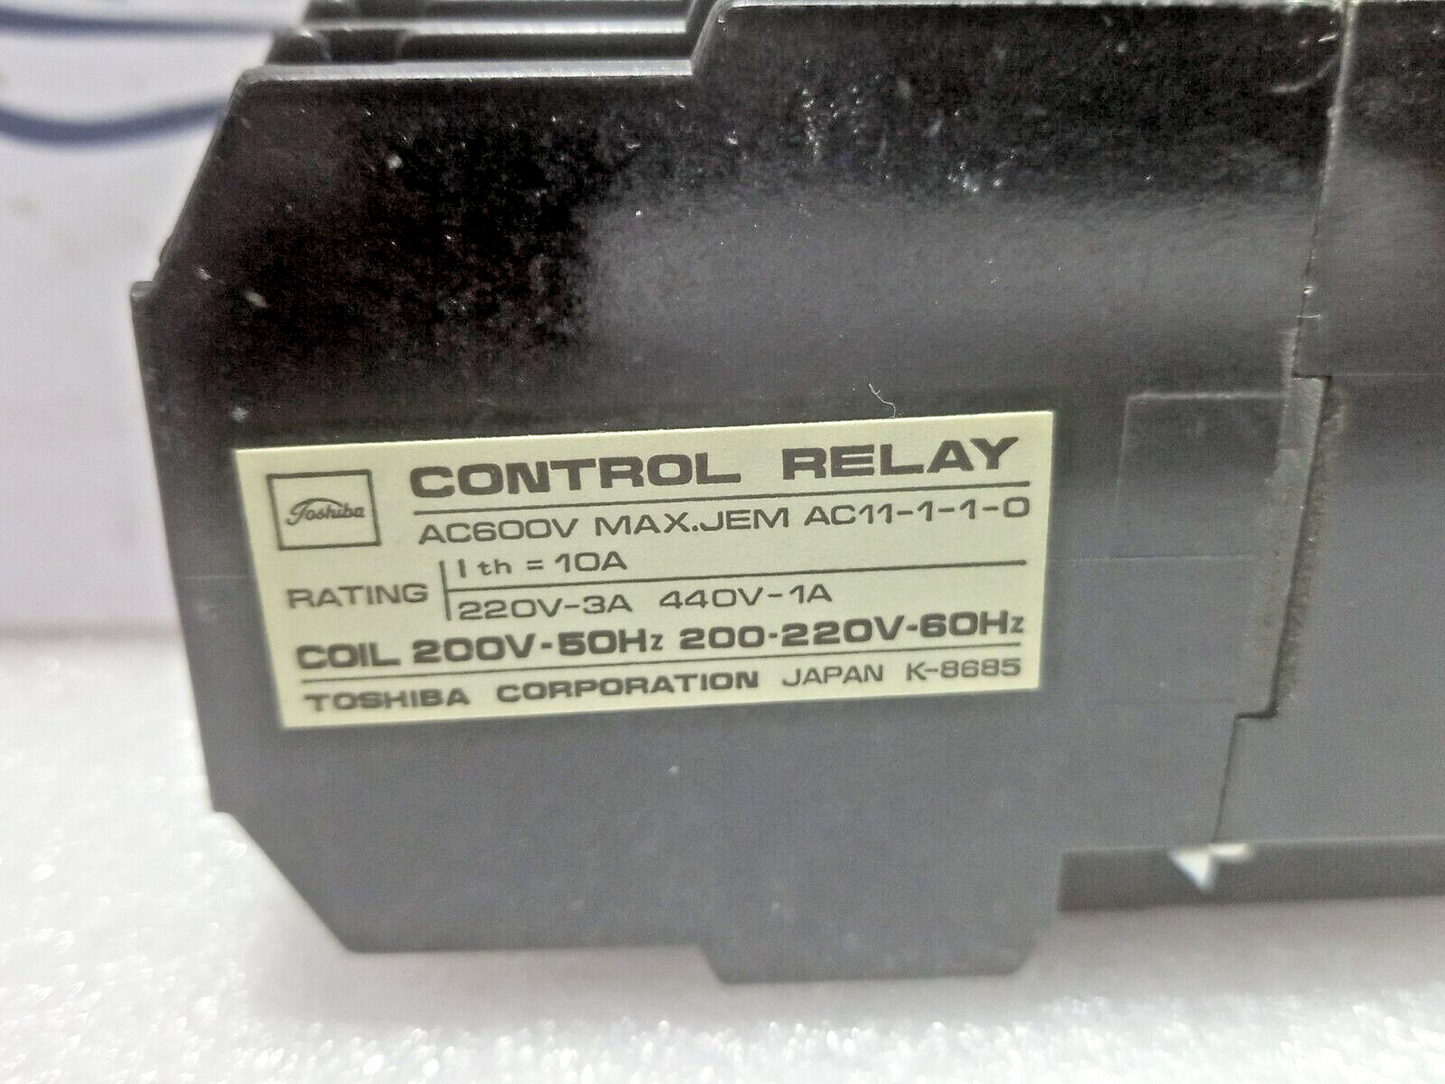 Toshiba
CONTROL RELAY
AC600V MAX.JEM AC11-1-1-0
RATING
Ith = 10A
220V-3A 440V-1A
COIL 200V-50Hz 200-220V-60Hz
TOSHIBA CORPORATION JAPAN K-8685